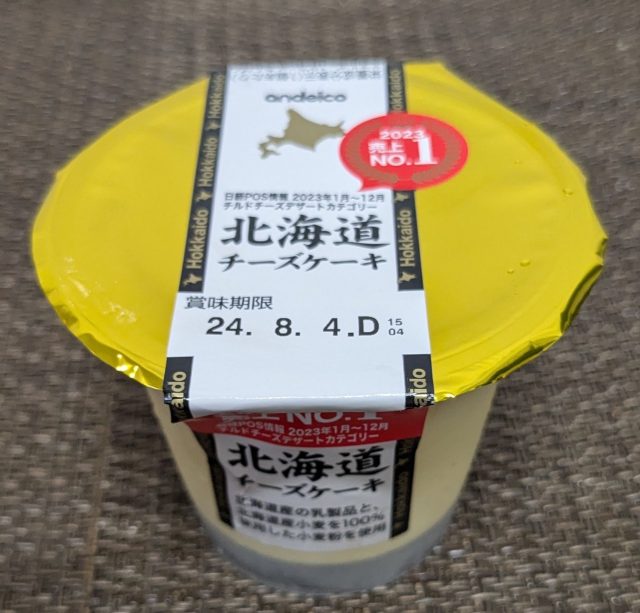 andeico
2023
売上
NO.1
日経POS情報 2023年1月〜12月
チルドチーズデザートカテゴリー
北海道
チーズケーキ
賞味期限
24. 8. 4.D 15
04
Hokkaido
Hokkaido
Hokkaido
Hokkaido
Hokkaido
Hokkaido
NO.1
POS情報 2023年1月〜12月
チルドチーズデザートカテゴリー
北海道
チーズケーキ
北海道産の乳製品と、
北海道産小麦を100%
使用した小麦粉を使用
Hokkaido